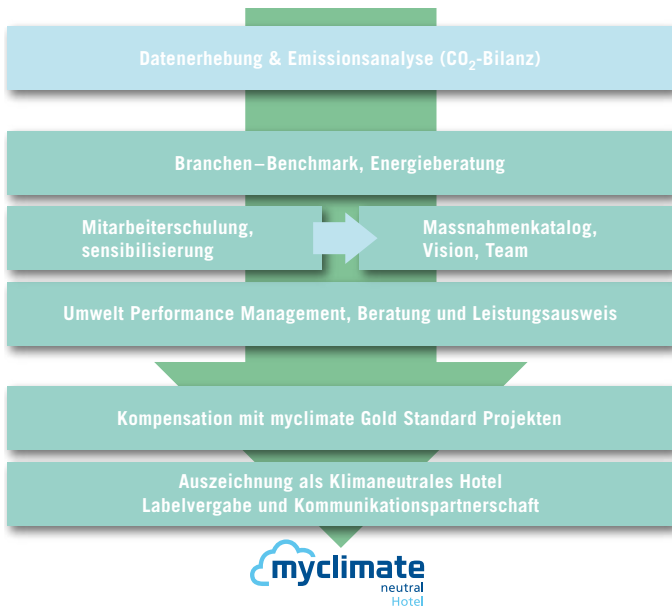 Datenerhebung & Emissionsanalyse (CO₂-Bilanz)
Branchen–Benchmark, Energieberatung
Mitarbeiterschulung,
sensibilisierung
Massnahmenkatalog,
Vision, Team
Umwelt Performance Management, Beratung und Leistungsausweis
Kompensation mit myclimate Gold Standard Projekten
Auszeichnung als Klimaneutrales Hotel
Labelvergabe und Kommunikationspartnerschaft
myclimate
neutral
Hotel